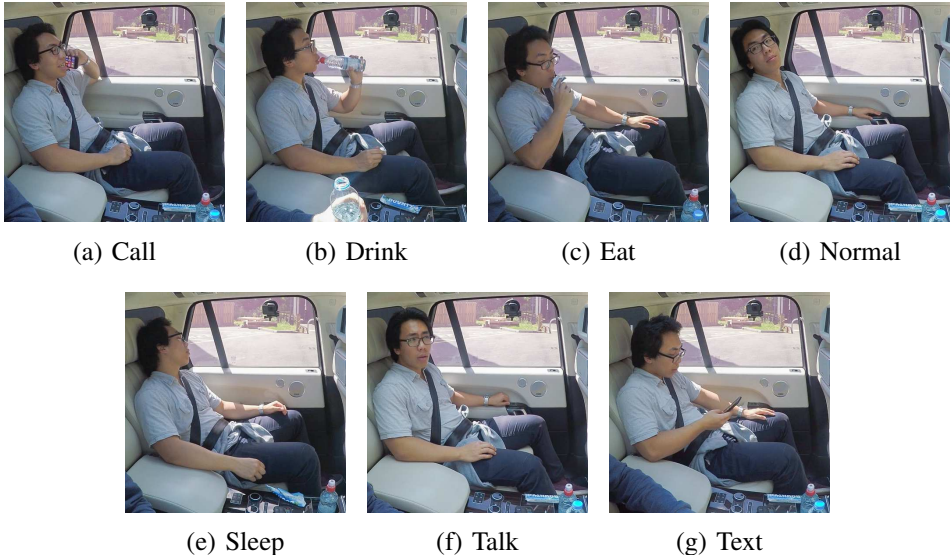 (a) Call
(b) Drink
(c) Eat
(d) Normal
(e) Sleep
(f) Talk
(g) Text